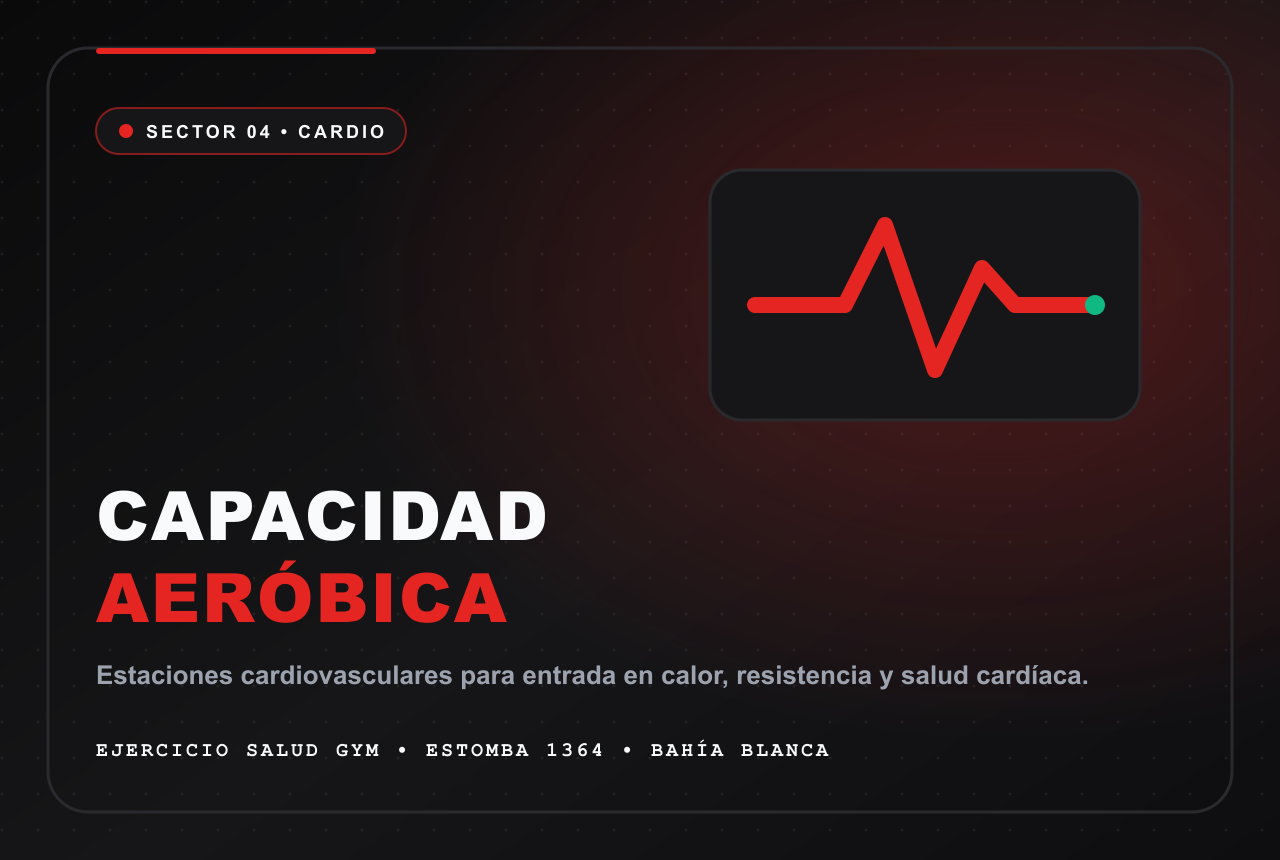 SECTOR 04 • CARDIO
CAPACIDAD
AERÓBICA
Estaciones cardiovasculares para entrada en calor, resistencia y salud cardíaca.
EJERCICIO SALUD GYM • ESTOMBA 1364 • BAHÍA BLANCA